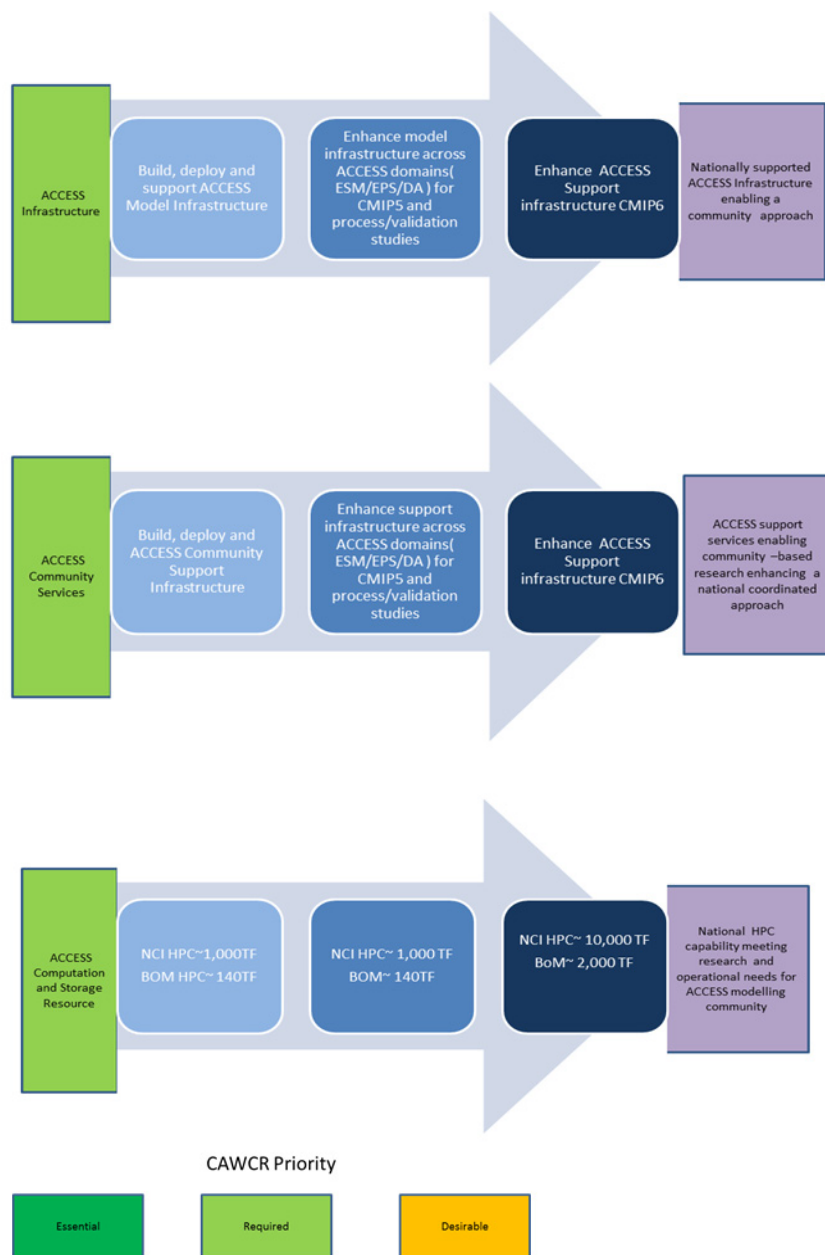 ACCESS
Infrastructure
Build, deploy and
support ACCESS
Model Infrastructure
Enhance model
infrastructure across
ACCESS domains(
ESM/EPS/DA ) for
CMIP5 and
process/validation
studies
Enhance ACCESS
Support
infrastructure CMIP6
Nationally supported
ACCESS Infrastructure
enabling a
community approach
ACCESS
Community
Services
Build, deploy and
ACCESS Community
Support
Infrastructure
Enhance support
infrastructure across
ACCESS domains(
ESM/EPS/DA ) for
CMIP5 and
process/validation
studies
Enhance ACCESS
Support
infrastructure CMIP6
ACCESS support
services enabling
community –based
research enhancing a
national coordinated
approach
ACCESS
Computation
and Storage
Resource
NCI HPC~1,000TF
BOM HPC~ 140TF
NCI HPC~ 1,000 TF
BOM~ 140TF
NCI HPC~ 10,000 TF
BoM~ 2,000 TF
National HPC
capability meeting
research and
operational needs for
ACCESS modelling
community
CAWCR Priority
Essential
Required
Desirable